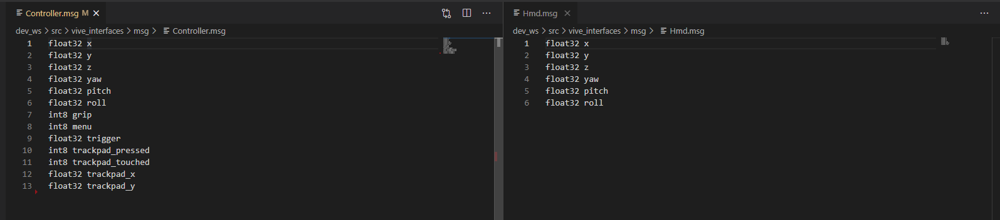 Controller.msg M
dev_ws > src > vive_interfaces > msg > Controller.msg
1 float32 x
2 float32 y
3 float32 z
4 float32 yaw
5 float32 pitch
6 float32 roll
7 int8 grip
8 int8 menu
9 float32 trigger
10 int8 trackpad_pressed
11 int8 trackpad_touched
12 float32 trackpad_x
13 float32 trackpad_y
Hmd.msg
dev_ws > src > vive_interfaces > msg > Hmd.msg
1 float32 x
2 float32 y
3 float32 z
4 float32 yaw
5 float32 pitch
6 float32 roll